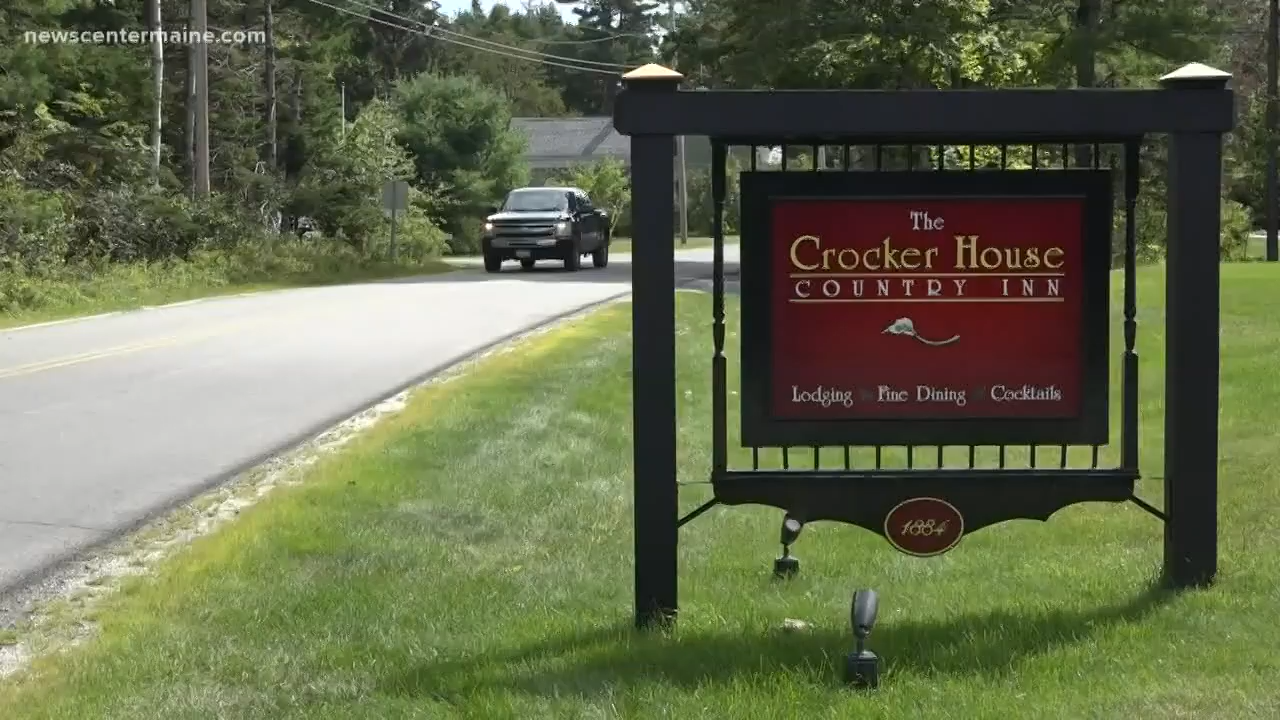 newscentermaine.com
The
Crocker House
COUNTRY INN
Lodging Fine Dining Cocktails
1884